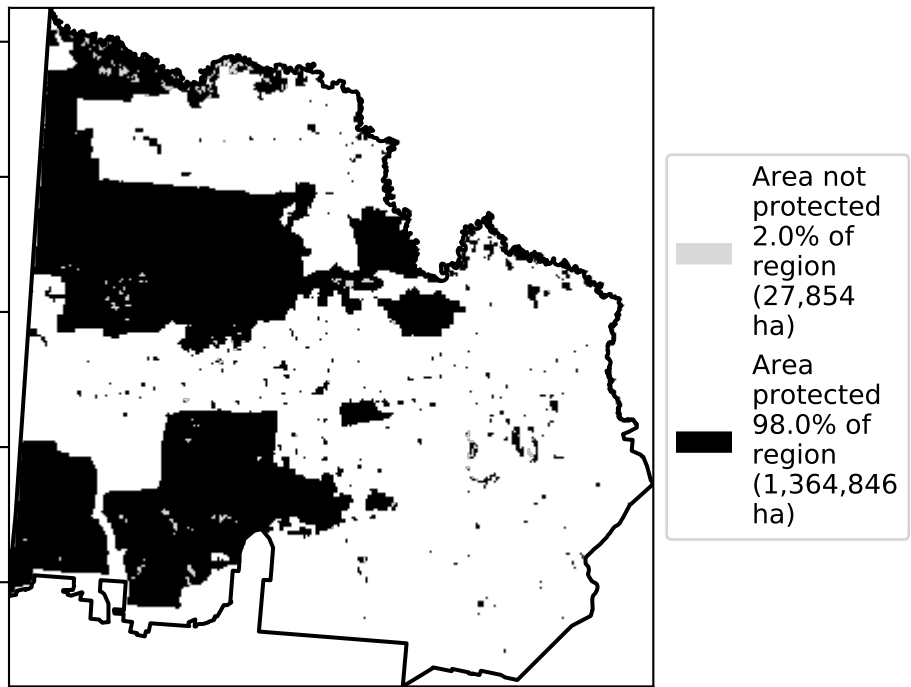 Area not
protected
2.0% of
region
(27,854
ha)
Area
protected
98.0% of
region
(1,364,846
ha)